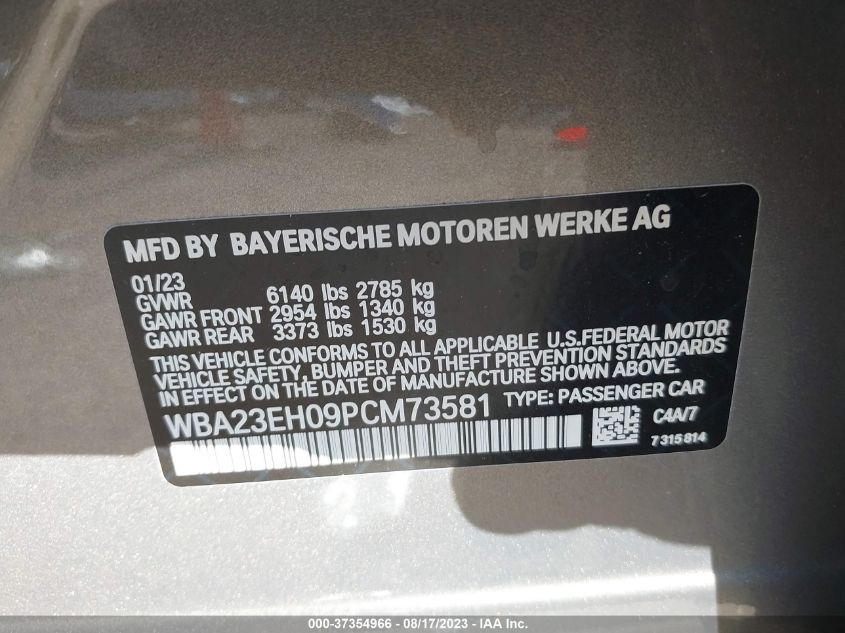 MFD BY BAYERISCHE MOTOREN WERKE AG
01/23
GVWR 6140 lbs 2785 kg
GAWR FRONT 2954 lbs 1340 kg
GAWR REAR 3373 lbs 1530 kg
THIS VEHICLE CONFORMS TO ALL APPLICABLE U.S.FEDERAL MOTOR
VEHICLE SAFETY, BUMPER AND THEFT PREVENTION STANDARDS
IN EFFECT ON THE DATE OF MANUFACTURE SHOWN ABOVE.
WBA23EH09PCM73581 TYPE: PASSENGER CAR
C4A/7
7315814
000-37354966 - 08/17/2023 - IAA Inc.